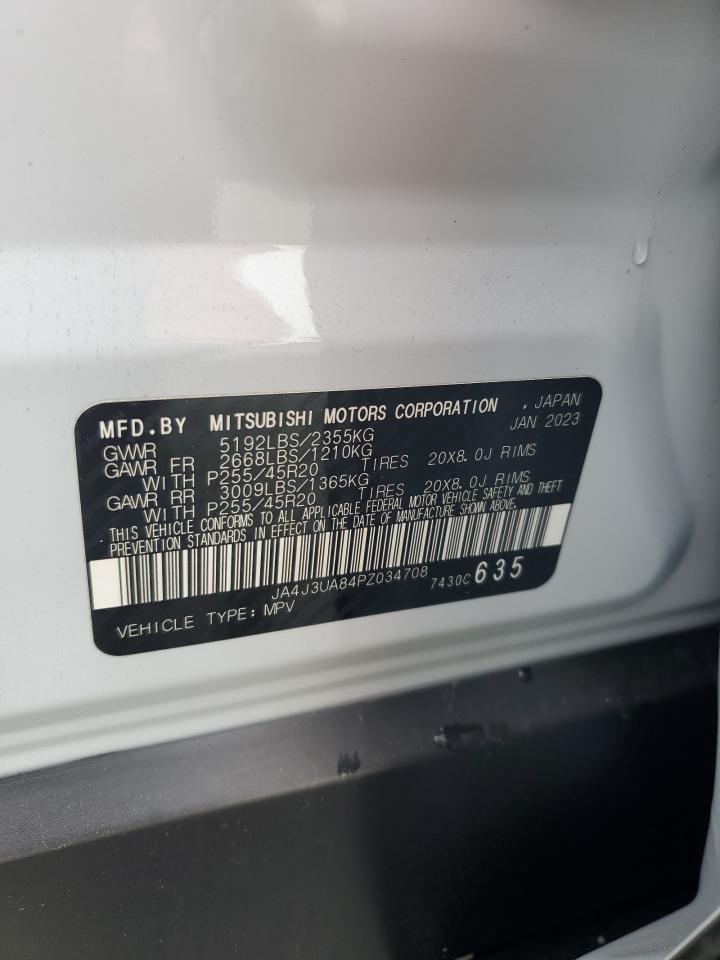 MFD.BY MITSUBISHI MOTORS CORPORATION . JAPAN
JAN 2023
GVWR 5192LBS/2355KG
GAWR FR 2668LBS/1210KG
WITH P255/45R20 TIRES 20X8.0J RIMS
GAWR RR 3009LBS/1365KG
WITH P255/45R20 TIRES 20X8.0J RIMS
THIS VEHICLE CONFORMS TO ALL APPLICABLE FEDERAL MOTOR VEHICLE SAFETY AND THEFT
PREVENTION STANDARDS IN EFFECT ON THE DATE OF MANUFACTURE SHOWN ABOVE.
JA4J3UA84PZ034708 7430C 635
VEHICLE TYPE: MPV